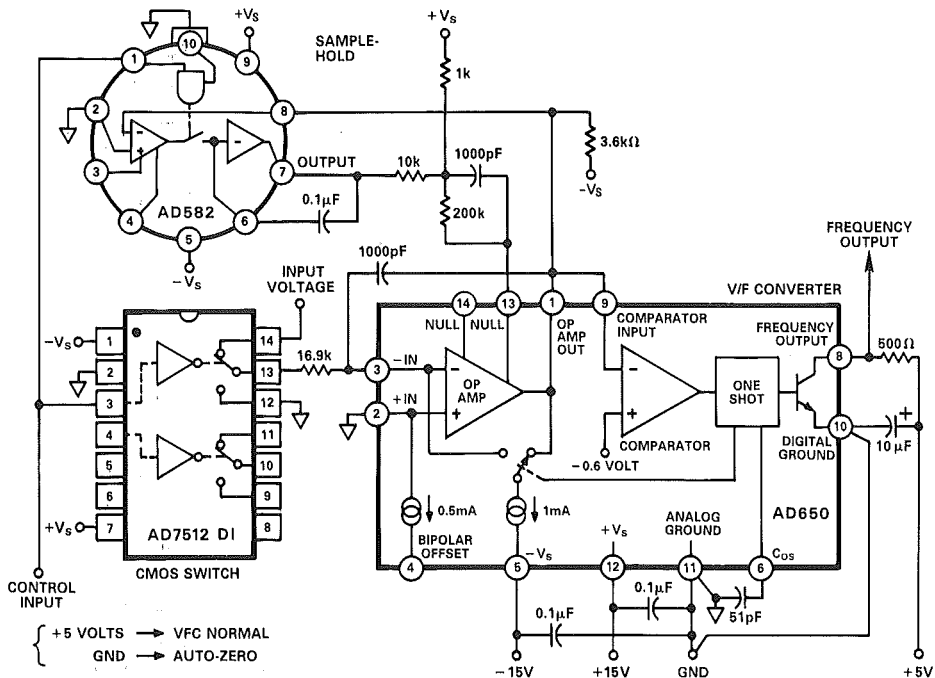 +VS
SAMPLE-
HOLD
+VS
10
1
9
1k
2
8
3.6kΩ
-VS
3
7
OUTPUT
10k
1000pF
0.1μF
200k
AD582
4
6
5
-VS
FREQUENCY
OUTPUT
1000pF
INPUT
VOLTAGE
V/F CONVERTER
14
13
1
9
NULL
NULL
OP
AMP
OUT
COMPARATOR
INPUT
FREQUENCY
OUTPUT
8
500Ω
-VS
1
14
16.9k
2
13
3
-IN
2
+IN
OP
AMP
COMPARATOR
ONE
SHOT
10
DIGITAL
GROUND
10 μF
+
-0.6 VOLT
3
12
4
11
5
10
6
9
+VS
7
8
AD7512 DI
CMOS SWITCH
0.5mA
1mA
+VS
ANALOG
GROUND
AD650
BIPOLAR
OFFSET
-VS
COS
4
5
12
11
6
0.1μF
0.1μF
51pF
CONTROL
INPUT
+5 VOLTS → VFC NORMAL
GND → AUTO-ZERO
-15V
+15V
GND
+5V